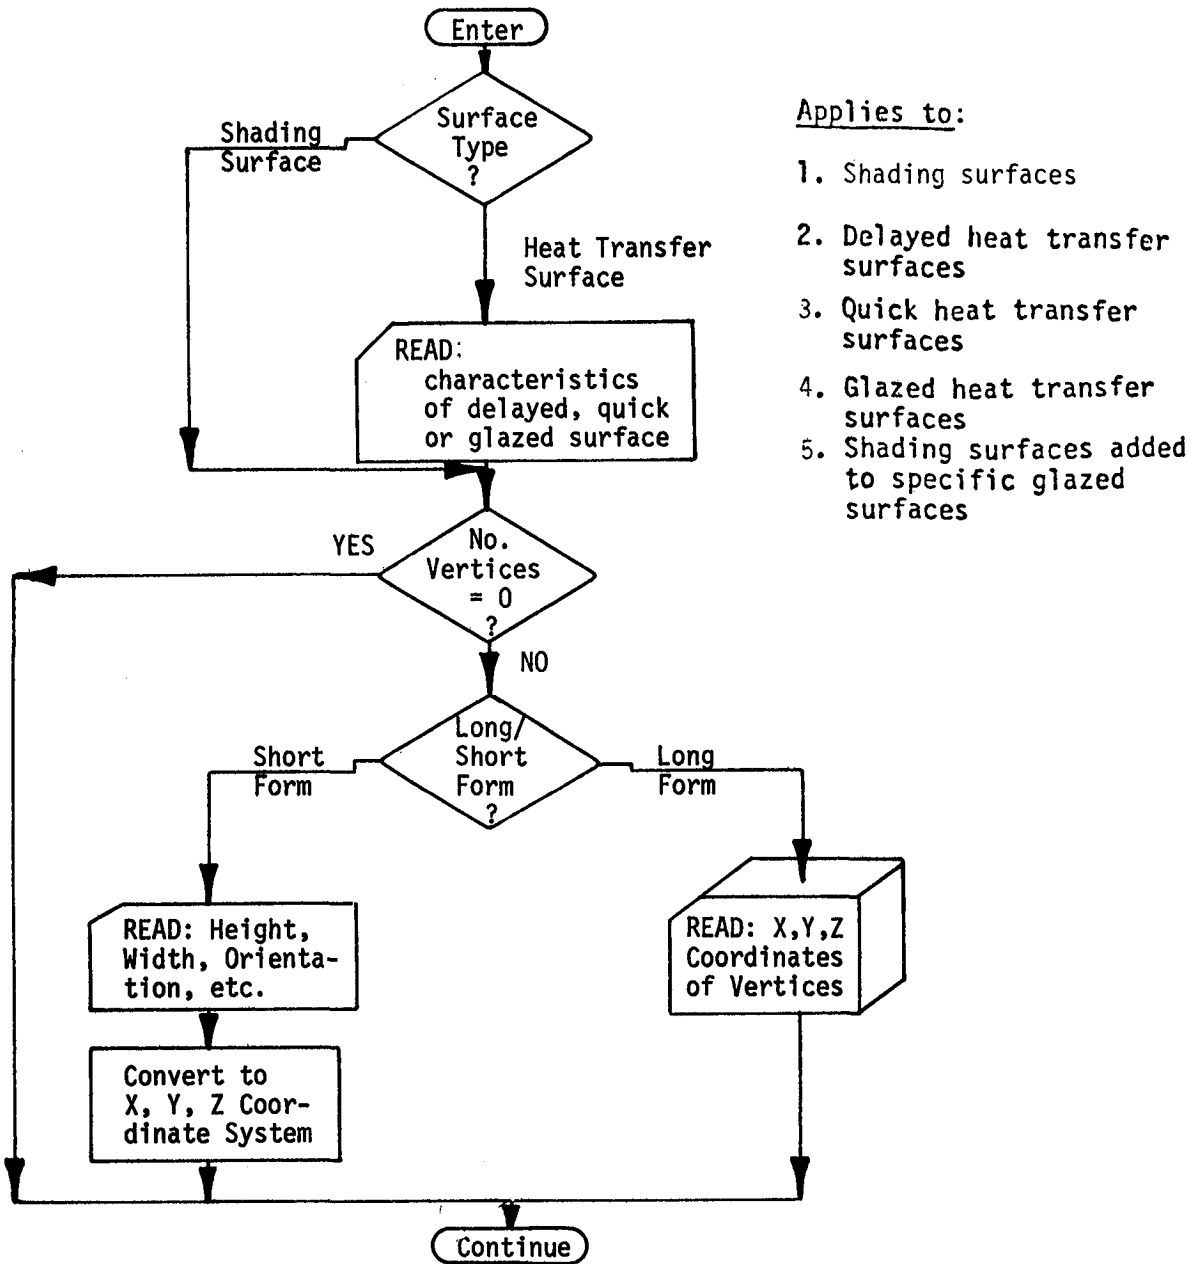 Enter
Surface
Type
?
Shading
Surface
Heat Transfer
Surface
READ:
characteristics
of delayed, quick
or glazed surface
YES
No.
Vertices
= 0
?
NO
Long/
Short
Form
?
Short
Form
Long
Form
READ: Height,
Width, Orienta-
tion, etc.
READ: X,Y,Z
Coordinates
of Vertices
Convert to
X, Y, Z Coor-
dinate System
Continue
Applies to:
1. Shading surfaces
2. Delayed heat transfer
surfaces
3. Quick heat transfer
surfaces
4. Glazed heat transfer
surfaces
5. Shading surfaces added
to specific glazed
surfaces